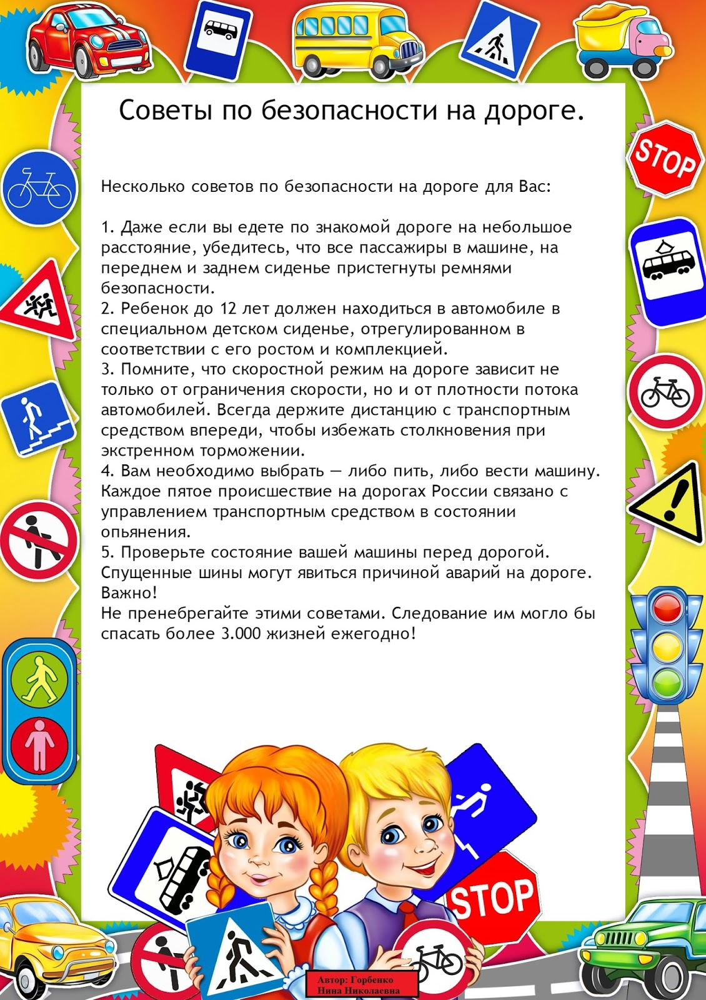 Советы по безопасности на дороге.
STOP
Несколько советов по безопасности на дороге для Вас:
1. Даже если вы едете по знакомой дороге на небольшое
расстояние, убедитесь, что все пассажиры в машине, на
переднем и заднем сиденье пристегнуты ремнями
безопасности.
2. Ребенок до 12 лет должен находиться в автомобиле в
специальном детском сиденье, отрегулированном в
соответствии с его ростом и комплекцией.
3. Помните, что скоростной режим на дороге зависит не
только от ограничения скорости, но и от плотности потока
автомобилей. Всегда держите дистанцию с транспортным
средством впереди, чтобы избежать столкновения при
экстренном торможении.
4. Вам необходимо выбрать — либо пить, либо вести машину.
Каждое пятое происшествие на дорогах России связано с
управлением транспортным средством в состоянии
опьянения.
5. Проверьте состояние вашей машины перед дорогой.
Спущенные шины могут явиться причиной аварий на дороге.
Важно!
Не пренебрегайте этими советами. Следование им могло бы
спасать более 3.000 жизней ежегодно!
STOP
Автор: Горбенко
Нина Николаевна